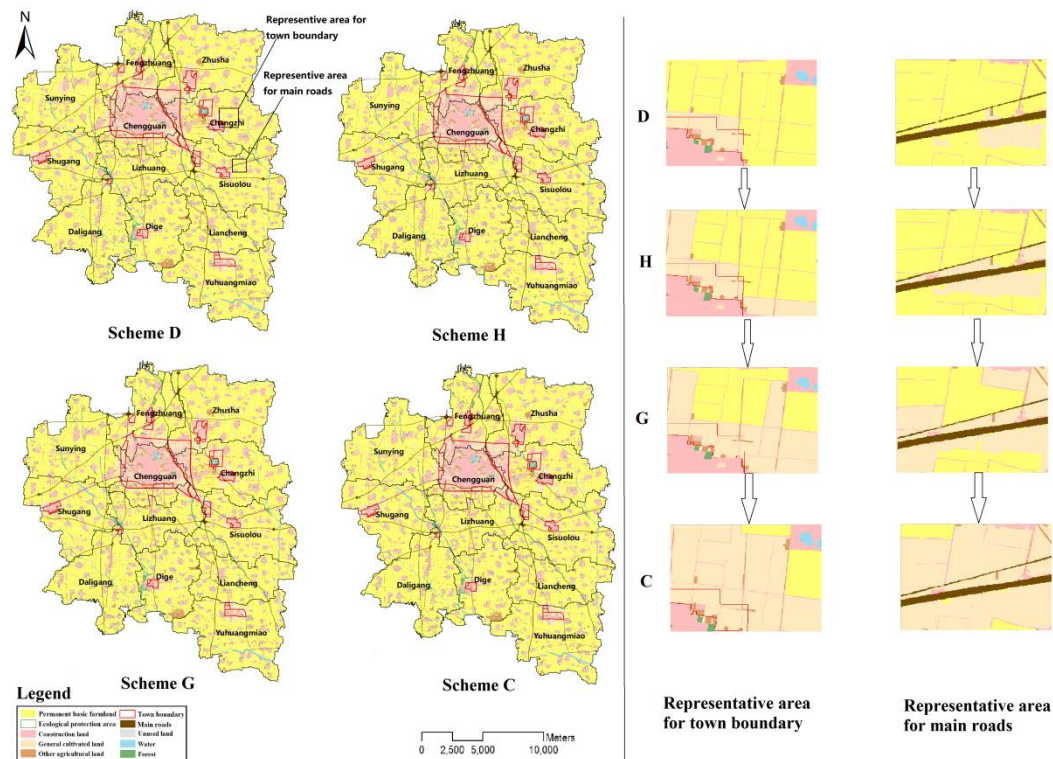 N
Representive area for
town boundary
Representive area
for main roads
Fengzhuang
Zhusha
Sunying
Chengguan
Changzhi
Shugang
Lizhuang
Sisuolou
Daligang
Dige
Liancheng
Yuhuangmiao
Scheme D
Fengzhuang
Zhusha
Sunying
Chengguan
Changzhi
Shugang
Lizhuang
Sisuolou
Daligang
Dige
Liancheng
Yuhuangmiao
Scheme H
Fengzhuang
Zhusha
Sunying
Chengguan
Changzhi
Shugang
Lizhuang
Sisuolou
Daligang
Dige
Liancheng
Yuhuangmiao
Scheme G
Fengzhuang
Zhusha
Sunying
Chengguan
Changzhi
Shugang
Lizhuang
Sisuolou
Daligang
Dige
Liancheng
Yuhuangmiao
Scheme C
Legend
Permanent basic farmland
Ecological protection area
Construction land
General cultivated land
Other agricultural land
Town boundary
Main roads
Unused land
Water
Forest
Meters
0 2,500 5,000 10,000
D
H
G
C
Representative area
for town boundary
Representative area
for main roads